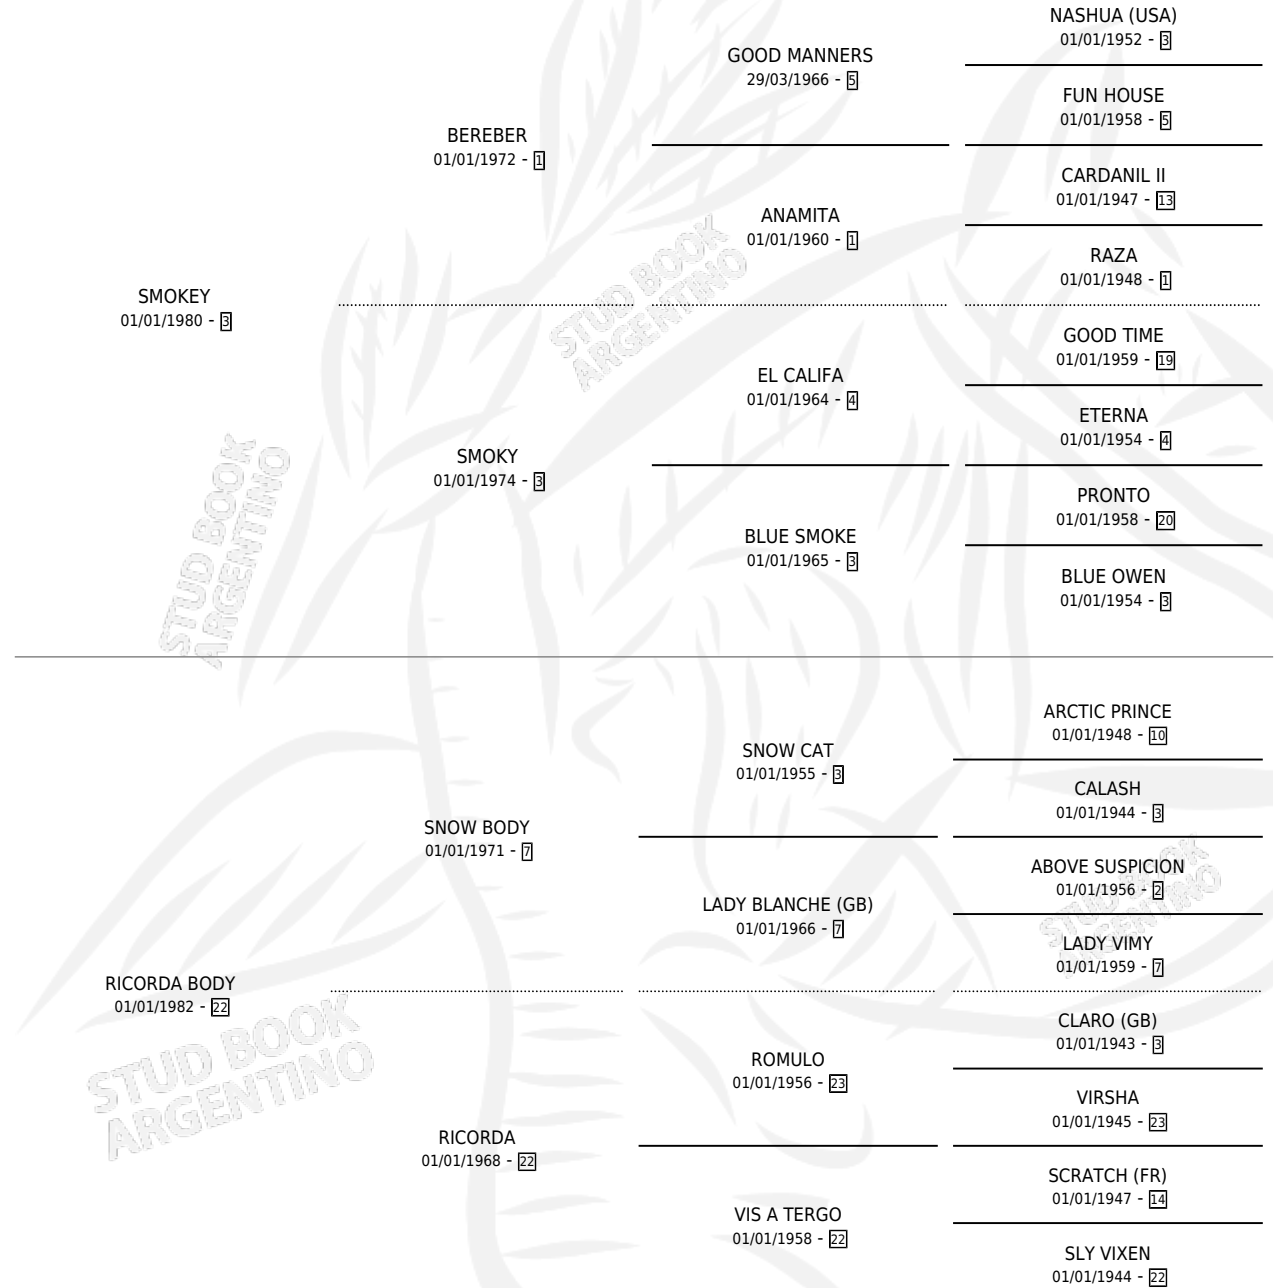 NASHUA (USA)
01/01/1952 - 3
GOOD MANNERS
29/03/1966 - 5
FUN HOUSE
01/01/1958 - 5
BEREBER
01/01/1972 - 1
CARDANIL II
01/01/1947 - 13
ANAMITA
01/01/1960 - 1
RAZA
01/01/1948 - 1
SMOKEY
01/01/1980 - 3
GOOD TIME
01/01/1959 - 19
EL CALIFA
01/01/1964 - 4
ETERNA
01/01/1954 - 4
SMOKY
01/01/1974 - 3
PRONTO
01/01/1958 - 20
BLUE SMOKE
01/01/1965 - 3
BLUE OWEN
01/01/1954 - 3
STUD BOOK
ARGENTINO
STUD BOOK
ARGENTINO
ARCTIC PRINCE
01/01/1948 - 10
SNOW CAT
01/01/1955 - 3
CALASH
01/01/1944 - 3
SNOW BODY
01/01/1971 - 7
ABOVE SUSPICION
01/01/1956 - 2
LADY BLANCHE (GB)
01/01/1966 - 7
LADY VIMY
01/01/1959 - 7
RICORDA BODY
01/01/1982 - 22
CLARO (GB)
01/01/1943 - 3
ROMULO
01/01/1956 - 23
VIRSHA
01/01/1945 - 23
RICORDA
01/01/1968 - 22
SCRATCH (FR)
01/01/1947 - 14
VIS A TERGO
01/01/1958 - 22
SLY VIXEN
01/01/1944 - 22
STUD BOOK
ARGENTINO
STUD BOOK
ARGENTINO